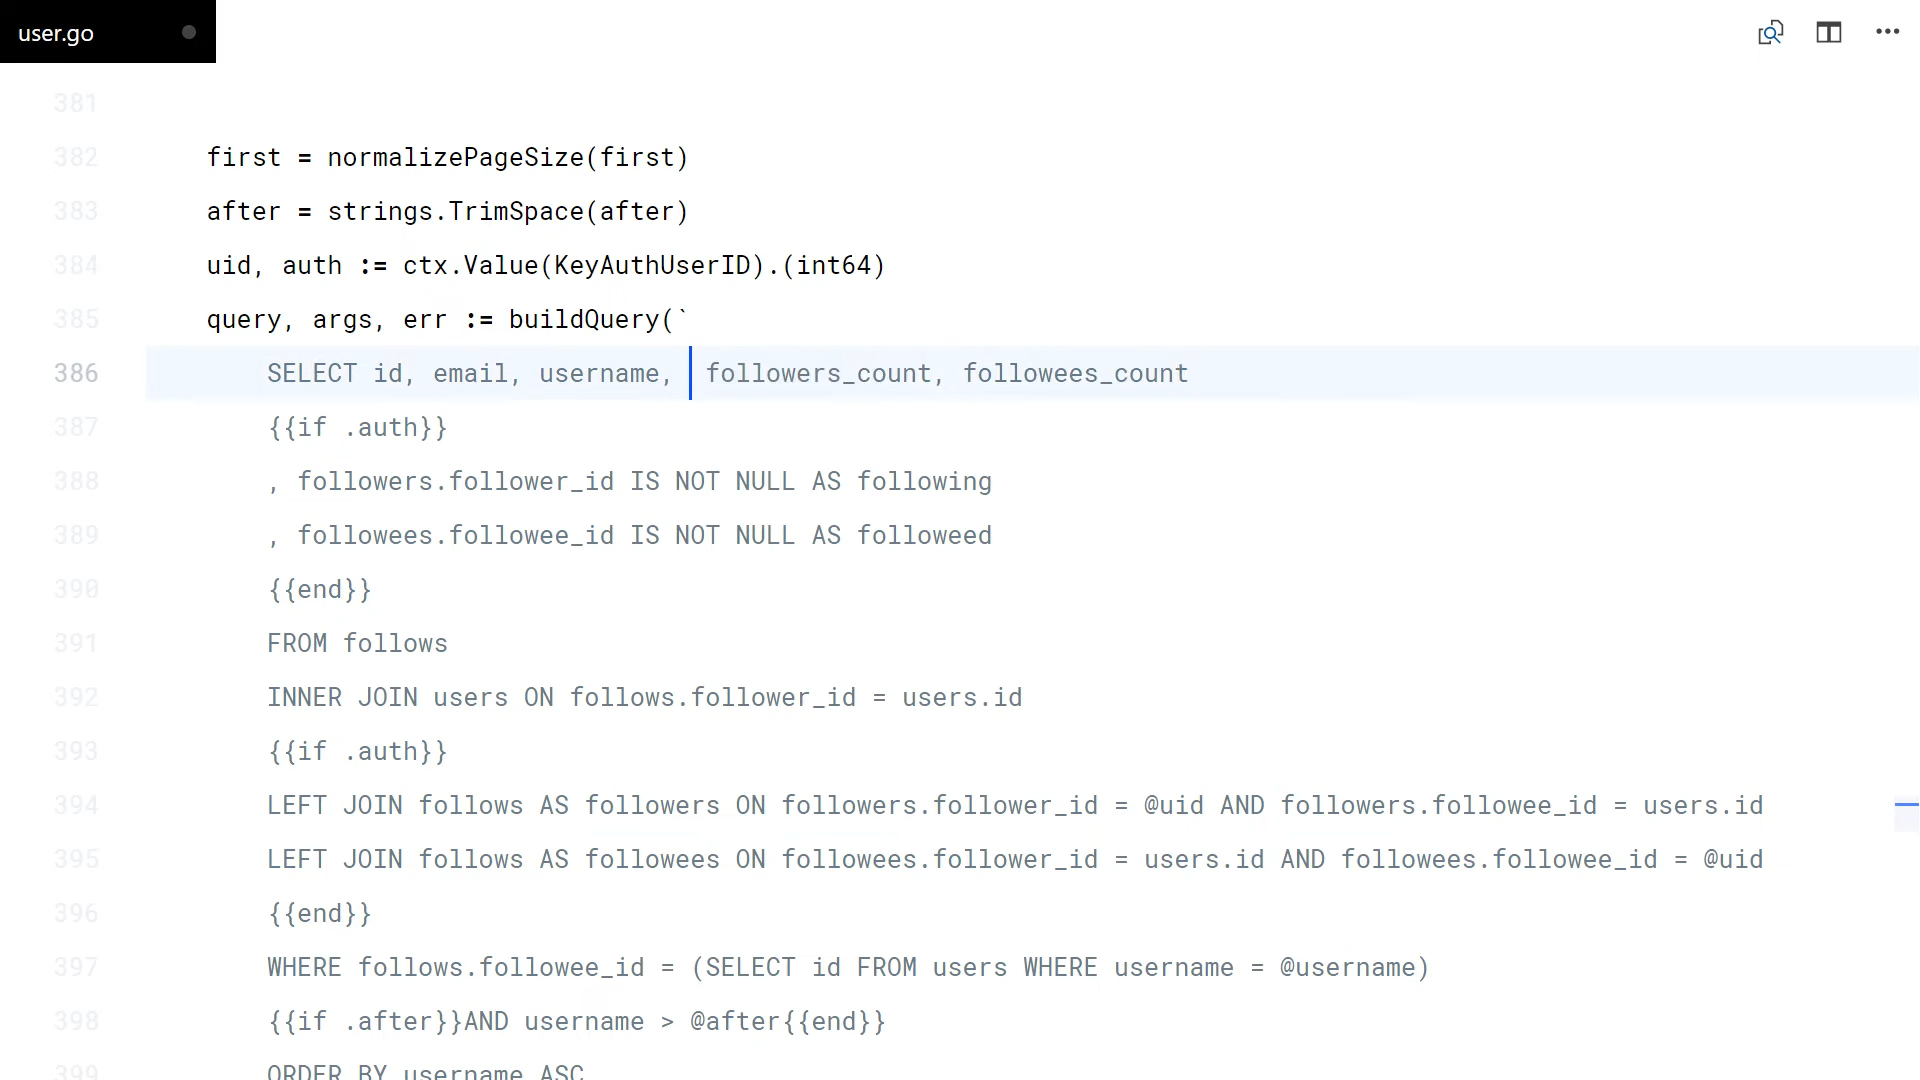 user.go
381
382 first = normalizePageSize(first)
383 after = strings.TrimSpace(after)
384 uid, auth := ctx.Value(KeyAuthUserID).(int64)
385 query, args, err := buildQuery(`
386 SELECT id, email, username, followers_count, followees_count
387 {{if .auth}}
388 , followers.follower_id IS NOT NULL AS following
389 , followees.followee_id IS NOT NULL AS followeed
390 {{end}}
391 FROM follows
392 INNER JOIN users ON follows.follower_id = users.id
393 {{if .auth}}
394 LEFT JOIN follows AS followers ON followers.follower_id = @uid AND followers.followee_id = users.id
395 LEFT JOIN follows AS followees ON followees.follower_id = users.id AND followees.followee_id = @uid
396 {{end}}
397 WHERE follows.followee_id = (SELECT id FROM users WHERE username = @username)
398 {{if .after}}AND username > @after{{end}}
399 ORDER BY username ASC